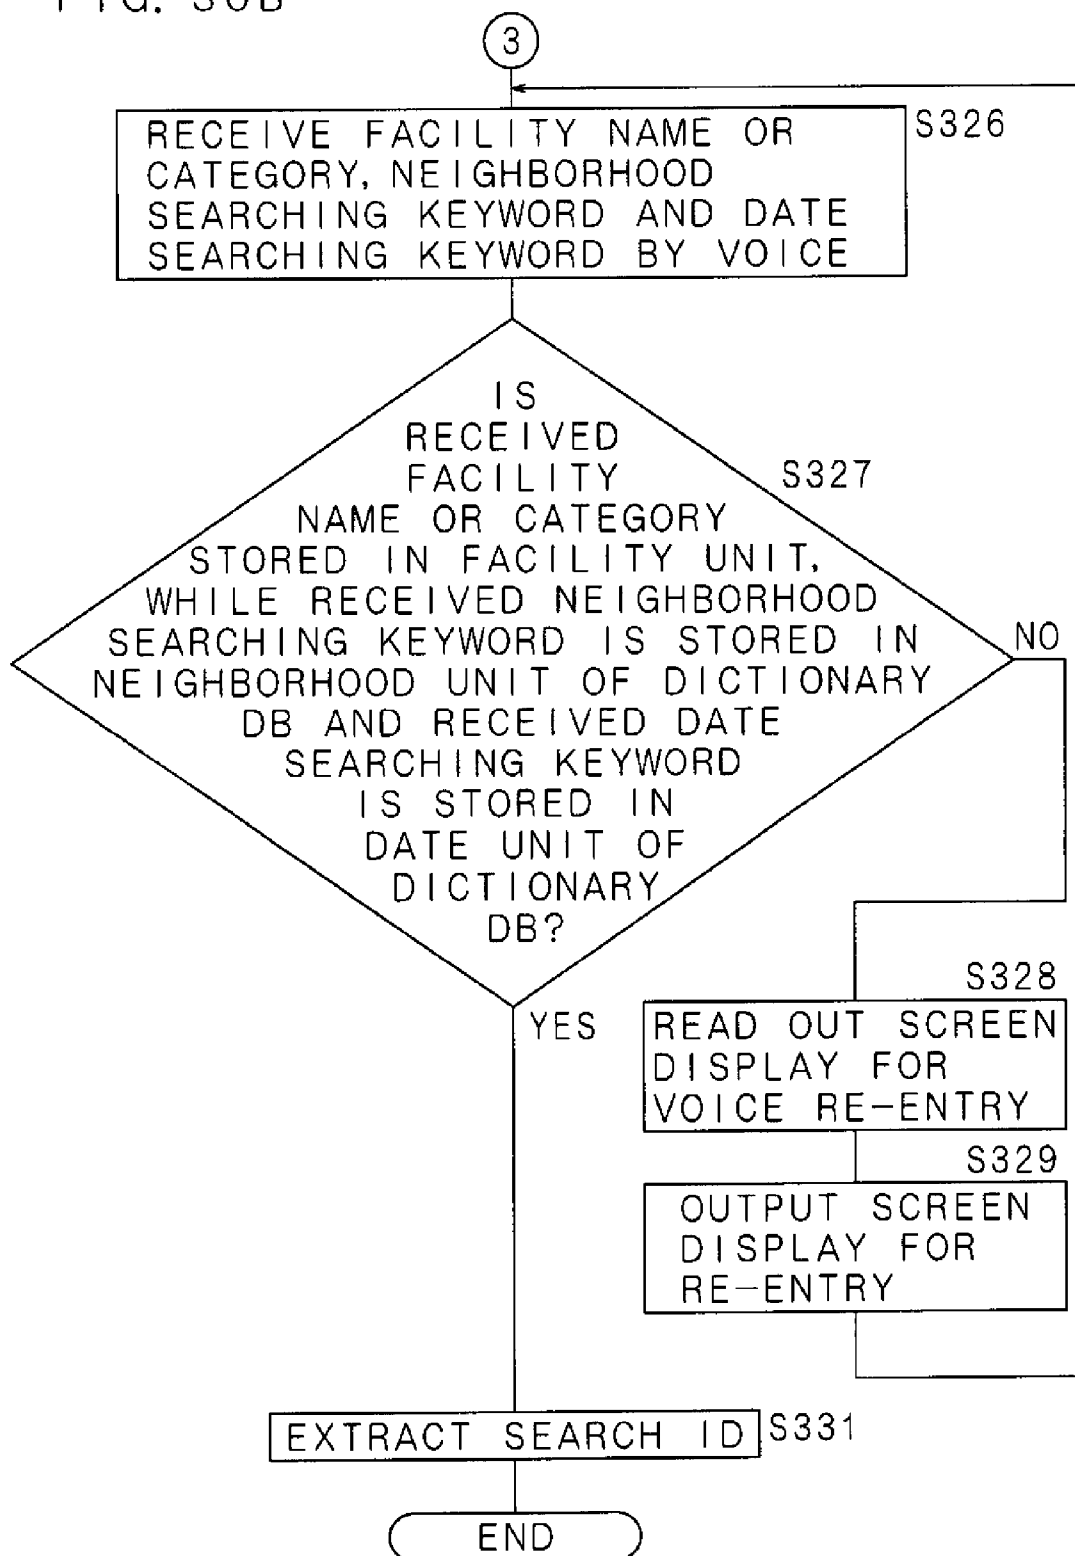 FIG. 30B
3
RECEIVE FACILITY NAME OR
CATEGORY, NEIGHBORHOOD
SEARCHING KEYWORD AND DATE
SEARCHING KEYWORD BY VOICE
S326
IS
RECEIVED
FACILITY
NAME OR CATEGORY
STORED IN FACILITY UNIT,
WHILE RECEIVED NEIGHBORHOOD
SEARCHING KEYWORD IS STORED IN
NEIGHBORHOOD UNIT OF DICTIONARY
DB AND RECEIVED DATE
SEARCHING KEYWORD
IS STORED IN
DATE UNIT OF
DICTIONARY
DB?
S327
NO
YES
S328
READ OUT SCREEN
DISPLAY FOR
VOICE RE-ENTRY
S329
OUTPUT SCREEN
DISPLAY FOR
RE-ENTRY
EXTRACT SEARCH ID
S331
END